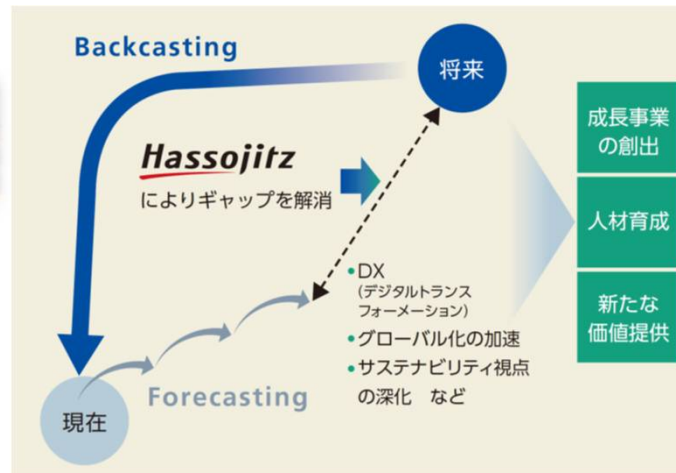 Backcasting
将来
Hassojitz
によりギャップを解消
•DX
(デジタルトランス
フォーメーション)
•グローバル化の加速
•サステナビリティ視点
の深化　など
Forecasting
現在
成長事業
の創出
人材育成
新たな
価値提供